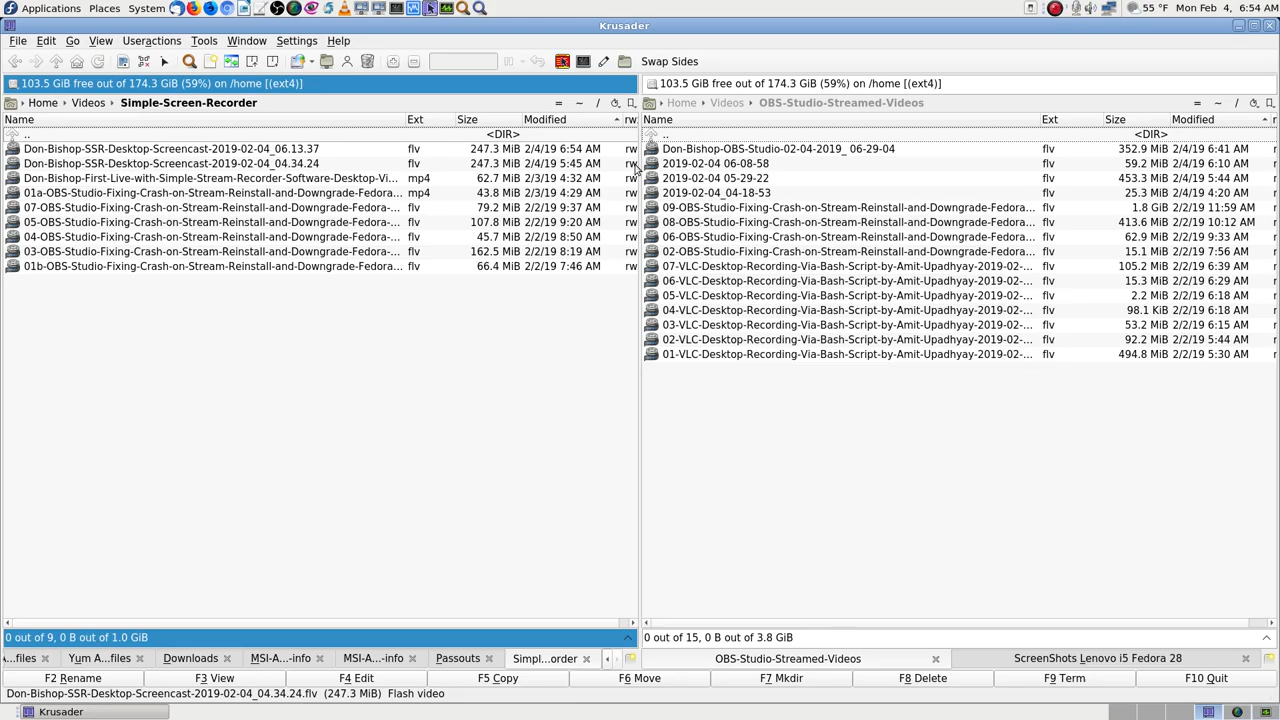 Applications Places System 55 °F Mon Feb 4, 6:54 AM
Krusader
File Edit Go View Useractions Tools Window Settings Help
Swap Sides
103.5 GiB free out of 174.3 GiB (59%) on /home [(ext4)]
103.5 GiB free out of 174.3 GiB (59%) on /home [(ext4)]
Home Videos Simple-Screen-Recorder = ~ /
Home Videos OBS-Studio-Streamed-Videos = ~ /
Name Ext Size Modified rw
.. <DIR>
Don-Bishop-SSR-Desktop-Screencast-2019-02-04_06.13.37 flv 247.3 MiB 2/4/19 6:54 AM rw
Don-Bishop-SSR-Desktop-Screencast-2019-02-04_04.34.24 flv 247.3 MiB 2/4/19 5:45 AM rw
Don-Bishop-First-Live-with-Simple-Stream-Recorder-Software-Desktop-Vi... mp4 62.7 MiB 2/3/19 4:32 AM rw
01a-OBS-Studio-Fixing-Crash-on-Stream-Reinstall-and-Downgrade-Fedora... mp4 43.8 MiB 2/3/19 4:29 AM rw
07-OBS-Studio-Fixing-Crash-on-Stream-Reinstall-and-Downgrade-Fedora-... flv 79.2 MiB 2/2/19 9:37 AM rw
05-OBS-Studio-Fixing-Crash-on-Stream-Reinstall-and-Downgrade-Fedora-... flv 107.8 MiB 2/2/19 9:20 AM rw
04-OBS-Studio-Fixing-Crash-on-Stream-Reinstall-and-Downgrade-Fedora-... flv 45.7 MiB 2/2/19 8:50 AM rw
03-OBS-Studio-Fixing-Crash-on-Stream-Reinstall-and-Downgrade-Fedora-... flv 162.5 MiB 2/2/19 8:19 AM rw
01b-OBS-Studio-Fixing-Crash-on-Stream-Reinstall-and-Downgrade-Fedora... flv 66.4 MiB 2/2/19 7:46 AM rw
Name Ext Size Modified r
.. <DIR>
Don-Bishop-OBS-Studio-02-04-2019_ 06-29-04 flv 352.9 MiB 2/4/19 6:41 AM r
2019-02-04 06-08-58 flv 59.2 MiB 2/4/19 6:10 AM r
2019-02-04 05-29-22 flv 453.3 MiB 2/4/19 5:44 AM r
2019-02-04_04-18-53 flv 25.3 MiB 2/4/19 4:20 AM r
09-OBS-Studio-Fixing-Crash-on-Stream-Reinstall-and-Downgrade-Fedora... flv 1.8 GiB 2/2/19 11:59 AM r
08-OBS-Studio-Fixing-Crash-on-Stream-Reinstall-and-Downgrade-Fedora... flv 413.6 MiB 2/2/19 10:12 AM r
06-OBS-Studio-Fixing-Crash-on-Stream-Reinstall-and-Downgrade-Fedora... flv 62.9 MiB 2/2/19 9:33 AM r
02-OBS-Studio-Fixing-Crash-on-Stream-Reinstall-and-Downgrade-Fedora... flv 15.1 MiB 2/2/19 7:56 AM r
07-VLC-Desktop-Recording-Via-Bash-Script-by-Amit-Upadhyay-2019-02-... flv 105.2 MiB 2/2/19 6:39 AM r
06-VLC-Desktop-Recording-Via-Bash-Script-by-Amit-Upadhyay-2019-02-... flv 15.3 MiB 2/2/19 6:29 AM r
05-VLC-Desktop-Recording-Via-Bash-Script-by-Amit-Upadhyay-2019-02-... flv 2.2 MiB 2/2/19 6:18 AM r
04-VLC-Desktop-Recording-Via-Bash-Script-by-Amit-Upadhyay-2019-02-... flv 98.1 KiB 2/2/19 6:18 AM r
03-VLC-Desktop-Recording-Via-Bash-Script-by-Amit-Upadhyay-2019-02-... flv 53.2 MiB 2/2/19 6:15 AM r
02-VLC-Desktop-Recording-Via-Bash-Script-by-Amit-Upadhyay-2019-02-... flv 92.2 MiB 2/2/19 5:44 AM r
01-VLC-Desktop-Recording-Via-Bash-Script-by-Amit-Upadhyay-2019-02-... flv 494.8 MiB 2/2/19 5:30 AM r
0 out of 9, 0 B out of 1.0 GiB
0 out of 15, 0 B out of 3.8 GiB
...files Yum A...files Downloads MSI-A...-info MSI-A...-info Passouts Simpl...order
OBS-Studio-Streamed-Videos ScreenShots Lenovo i5 Fedora 28
F2 Rename F3 View F4 Edit F5 Copy F6 Move F7 Mkdir F8 Delete F9 Term F10 Quit
Don-Bishop-SSR-Desktop-Screencast-2019-02-04_04.34.24.flv (247.3 MiB) Flash video
Krusader